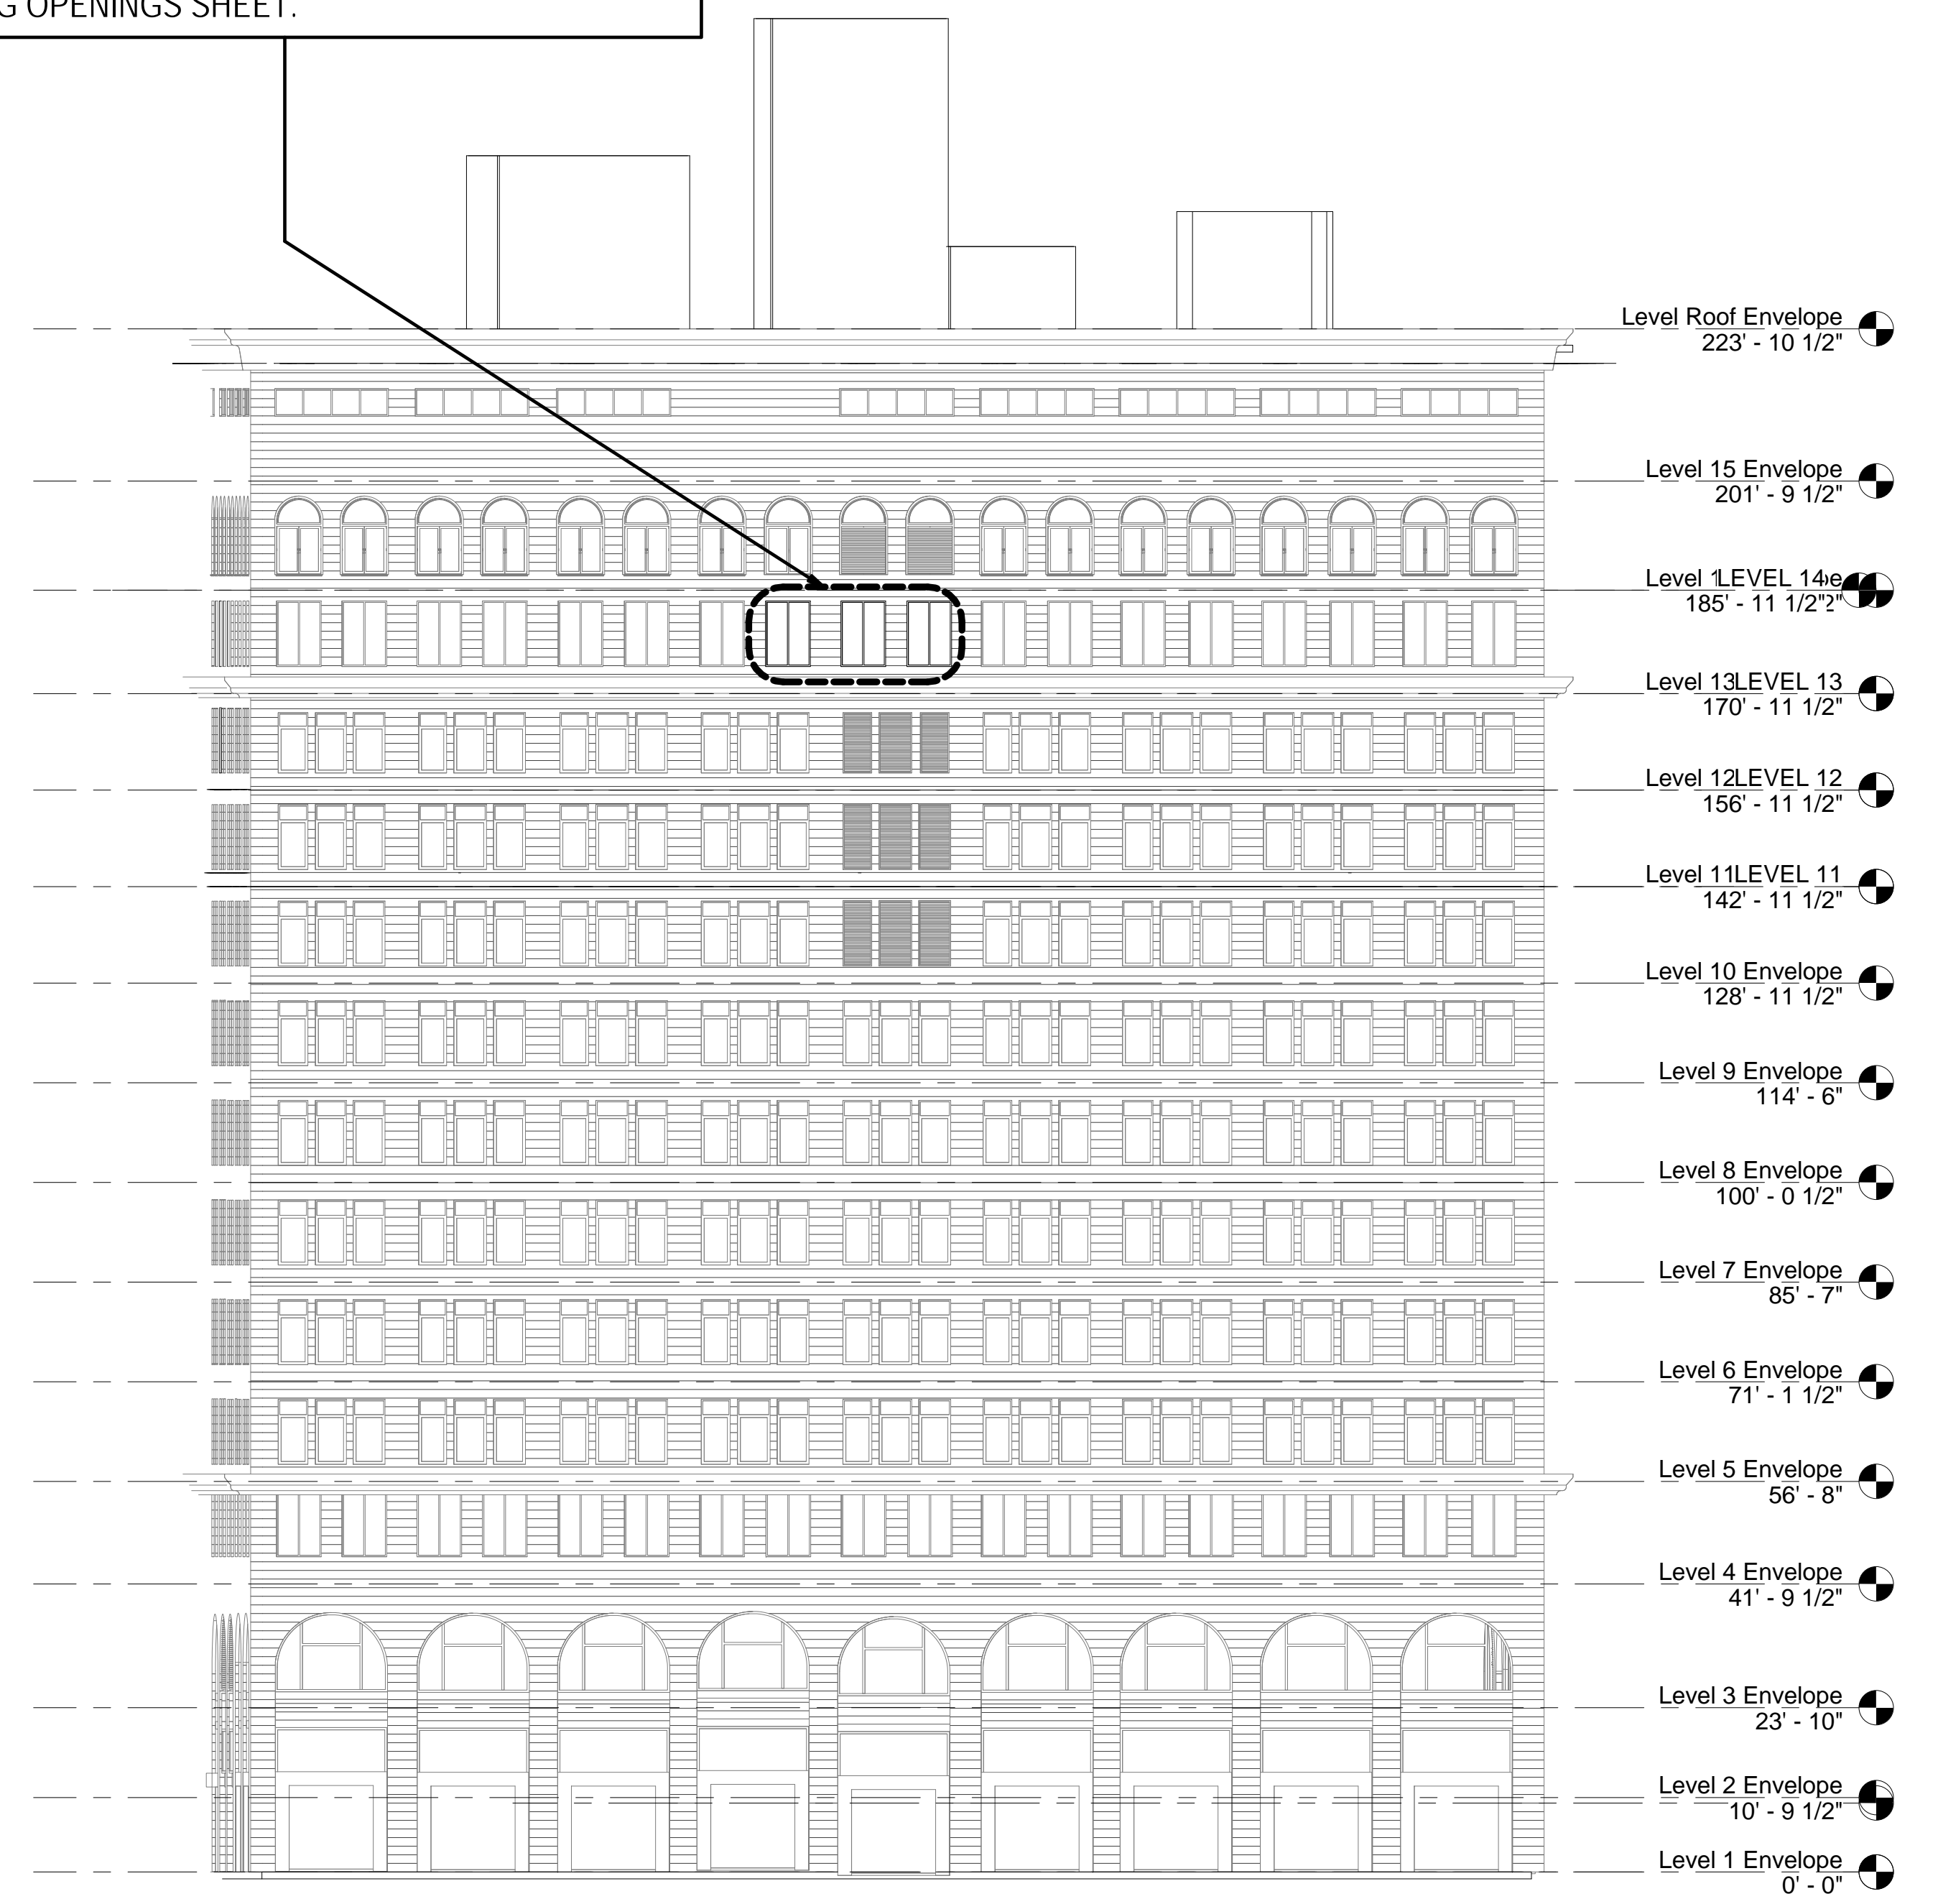 G OPENINGS SHEET.
Level Roof Envelope
223' - 10 1/2"
Level 15 Envelope
201' - 9 1/2"
Level 1LEVEL 14e
185' - 11 1/2"2"
Level 13LEVEL 13
170' - 11 1/2"
Level 12LEVEL 12
156' - 11 1/2"
Level 11LEVEL 11
142' - 11 1/2"
Level 10 Envelope
128' - 11 1/2"
Level 9 Envelope
114' - 6"
Level 8 Envelope
100' - 0 1/2"
Level 7 Envelope
85' - 7"
Level 6 Envelope
71' - 1 1/2"
Level 5 Envelope
56' - 8"
Level 4 Envelope
41' - 9 1/2"
Level 3 Envelope
23' - 10"
Level 2 Envelope
10' - 9 1/2"
Level 1 Envelope
0' - 0"